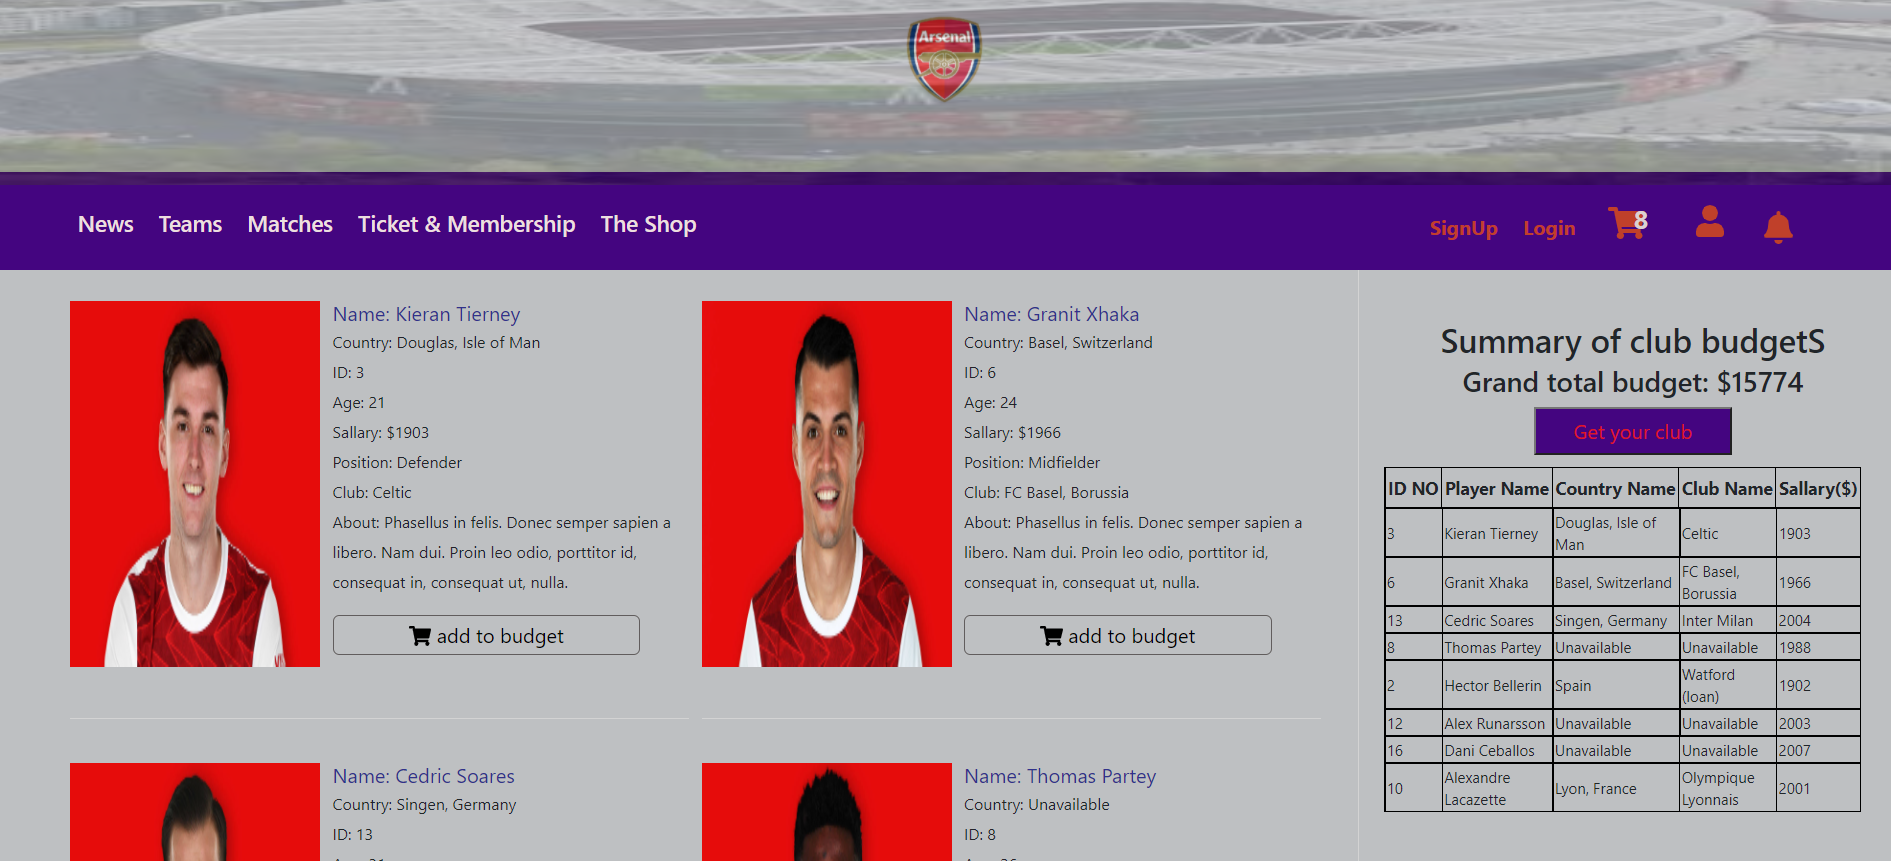 Arsenal
News Teams Matches Ticket & Membership The Shop
SignUp Login 8
Name: Kieran Tierney
Country: Douglas, Isle of Man
ID: 3
Age: 21
Sallary: $1903
Position: Defender
Club: Celtic
About: Phasellus in felis. Donec semper sapien a
libero. Nam dui. Proin leo odio, porttitor id,
consequat in, consequat ut, nulla.
add to budget
Name: Granit Xhaka
Country: Basel, Switzerland
ID: 6
Age: 24
Sallary: $1966
Position: Midfielder
Club: FC Basel, Borussia
About: Phasellus in felis. Donec semper sapien a
libero. Nam dui. Proin leo odio, porttitor id,
consequat in, consequat ut, nulla.
add to budget
Name: Cedric Soares
Country: Singen, Germany
ID: 13
Name: Thomas Partey
Country: Unavailable
ID: 8
Summary of club budgetS
Grand total budget: $15774
Get your club
ID NO Player Name Country Name Club Name Sallary($)
3 Kieran Tierney Douglas, Isle of Man Celtic 1903
6 Granit Xhaka Basel, Switzerland FC Basel, Borussia 1966
13 Cedric Soares Singen, Germany Inter Milan 2004
8 Thomas Partey Unavailable Unavailable 1988
2 Hector Bellerin Spain Watford (loan) 1902
12 Alex Runarsson Unavailable Unavailable 2003
16 Dani Ceballos Unavailable Unavailable 2007
10 Alexandre Lacazette Lyon, France Olympique Lyonnais 2001